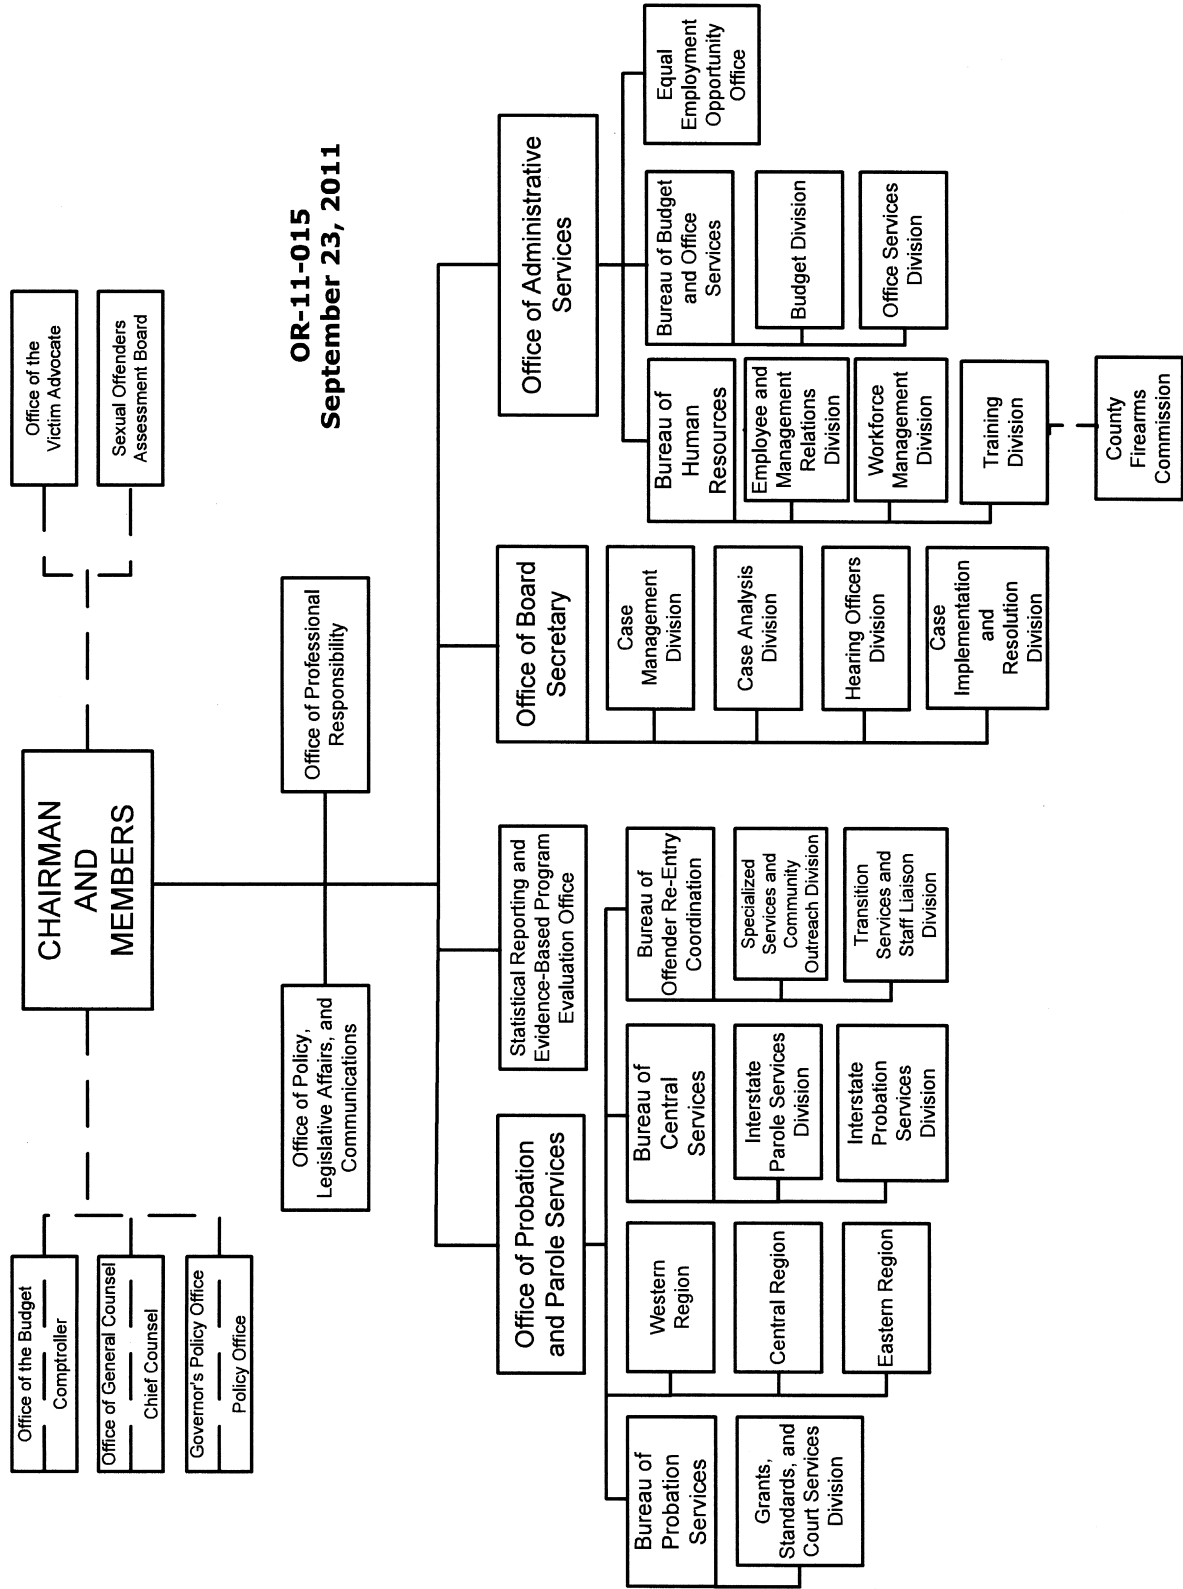 CHAIRMAN
AND
MEMBERS
Office of the Budget
Comptroller
Office of General Counsel
Chief Counsel
Governor's Policy Office
Policy Office
Office of the
Victim Advocate
Sexual Offenders
Assessment Board
OR-11-015
September 23, 2011
Office of Policy,
Legislative Affairs, and
Communications
Office of Professional
Responsibility
Office of Probation
and Parole Services
Bureau of
Probation
Services
Grants,
Standards, and
Court Services
Division
Western
Region
Central Region
Eastern Region
Bureau of
Central
Services
Interstate
Parole Services
Division
Interstate
Probation
Services
Division
Bureau of
Offender Re-Entry
Coordination
Specialized
Services and
Community
Outreach Division
Transition
Services and
Staff Liaison
Division
Statistical Reporting and
Evidence-Based Program
Evaluation Office
Office of Board
Secretary
Case
Management
Division
Case Analysis
Division
Hearing Officers
Division
Case
Implementation
and
Resolution
Division
Office of Administrative
Services
Bureau of
Human
Resources
Employee and
Management
Relations
Division
Workforce
Management
Division
Training
Division
County
Firearms
Commission
Bureau of Budget
and Office
Services
Budget Division
Office Services
Division
Equal
Employment
Opportunity
Office